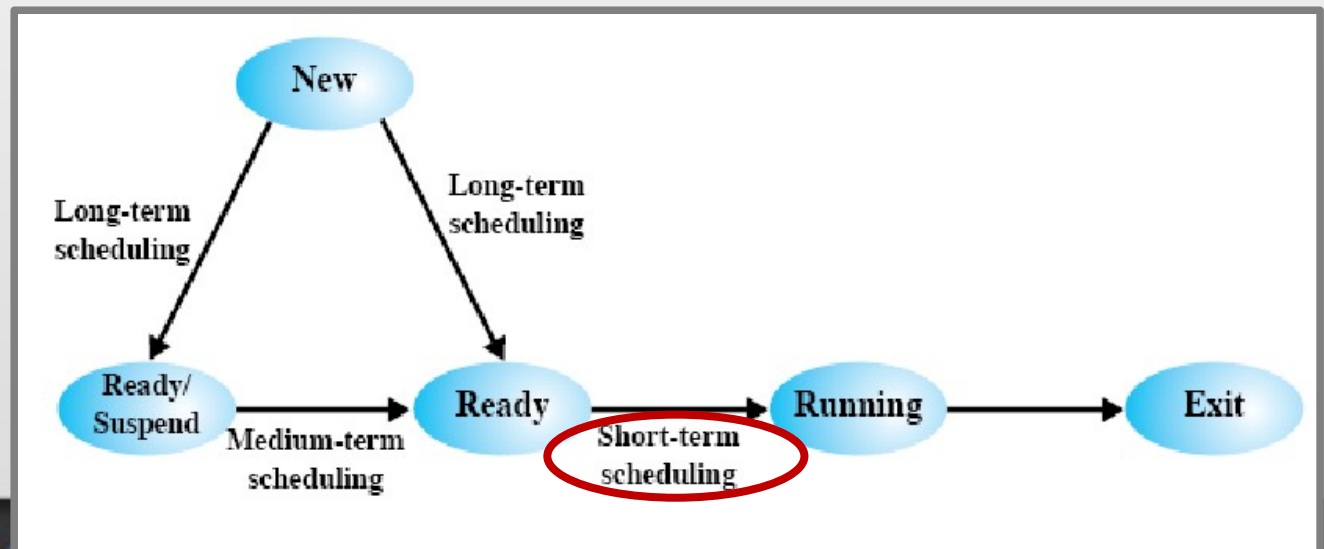 New
Long-term
scheduling
Long-term
scheduling
Ready/
Suspend
Medium-term
scheduling
Ready
Short-term
scheduling
Running
Exit